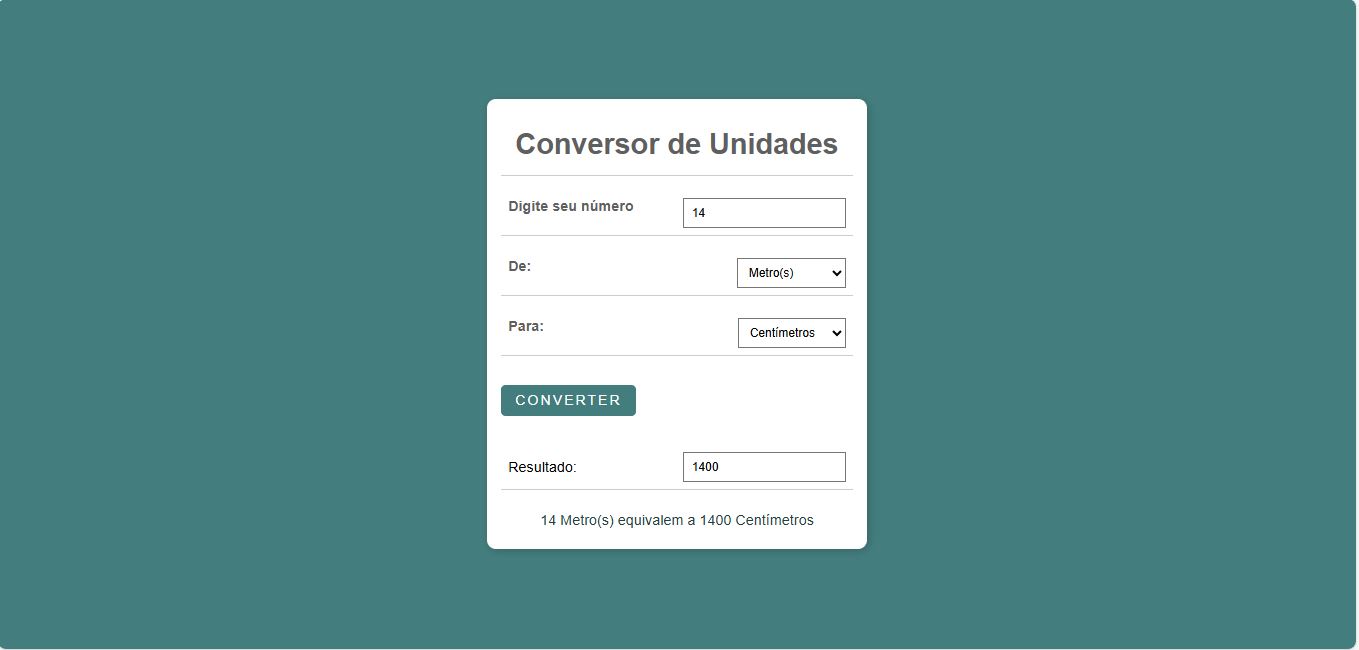 Conversor de Unidades
Digite seu número 14
De: Metro(s)
Para: Centímetros
CONVERTER
Resultado: 1400
14 Metro(s) equivalem a 1400 Centímetros